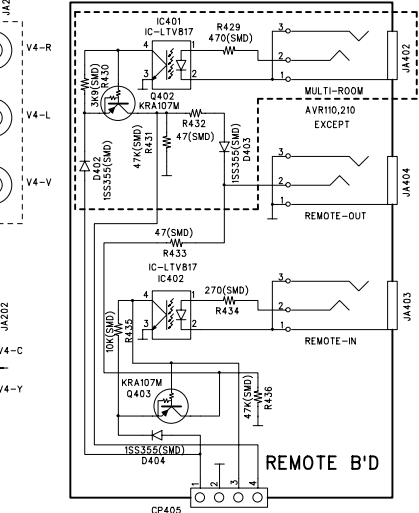 JA2
IC401
IC-LTV817
R429
470(SMD)
4
1
3
2
3
2
1
JA402
V4-R
3K9(SMD)
R430
Q402
KRA107M
MULTI-ROOM
AVR110,210
EXCEPT
V4-L
R432
47(SMD)
47K(SMD)
R431
1SS355(SMD)
D403
D402
1SS355(SMD)
V4-V
3
2
1
JA404
REMOTE-OUT
47(SMD)
R433
IC-LTV817
IC402
4
1
3
2
270(SMD)
R434
3
2
1
JA403
REMOTE-IN
JA202
10K(SMD)
R435
V4-C
V4-Y
KRA107M
Q403
47K(SMD)
R436
1SS355(SMD)
D404
REMOTE B'D
1
2
3
4
CP405